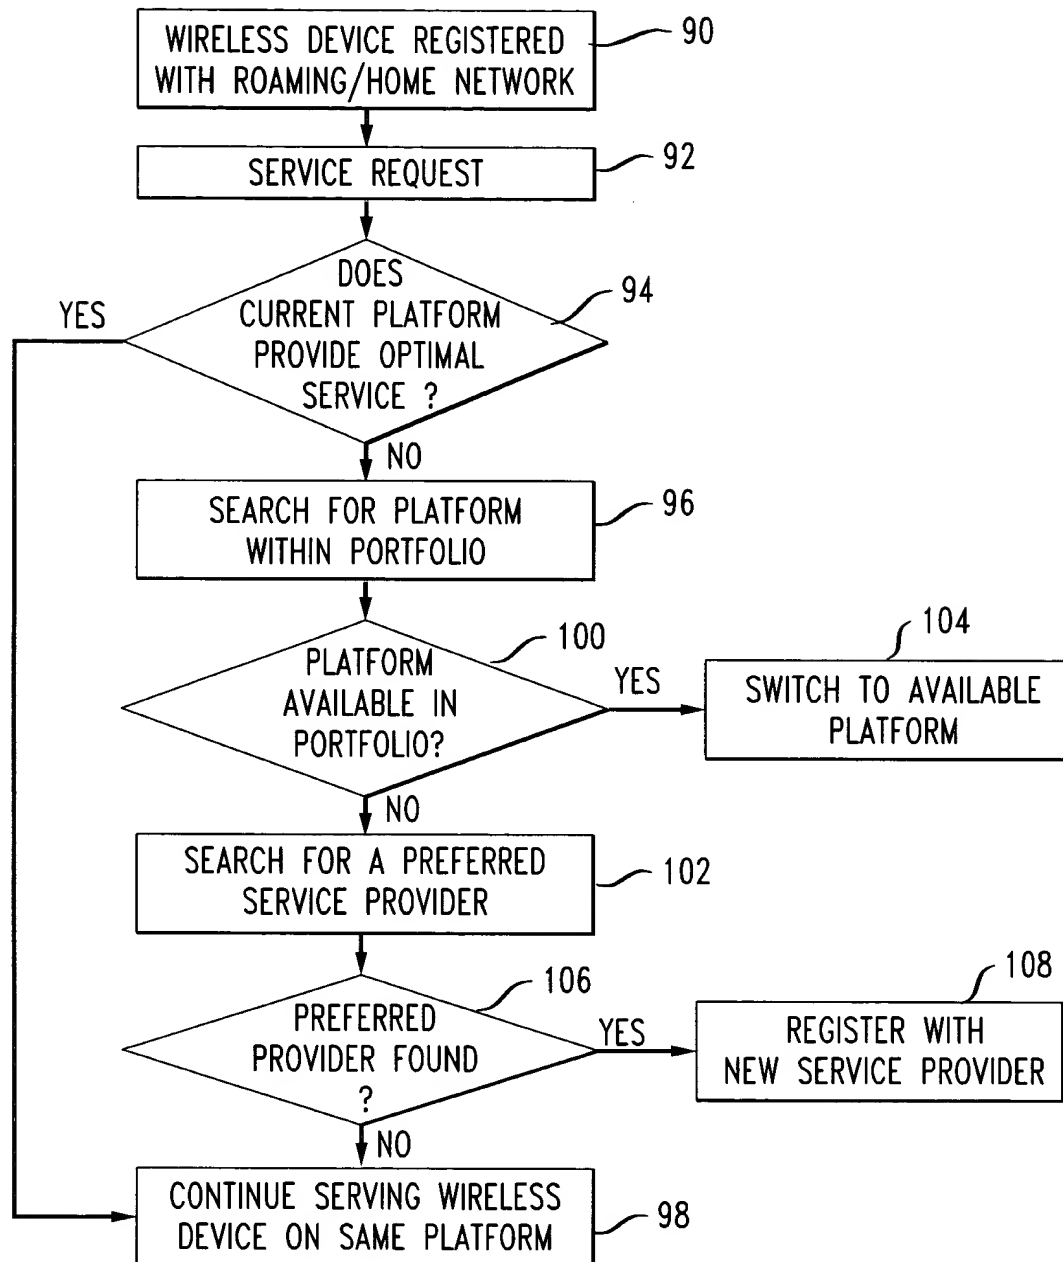 WIRELESS DEVICE REGISTERED
WITH ROAMING/HOME NETWORK
90
SERVICE REQUEST
92
DOES
CURRENT PLATFORM
PROVIDE OPTIMAL
SERVICE ?
94
YES
NO
SEARCH FOR PLATFORM
WITHIN PORTFOLIO
96
PLATFORM
AVAILABLE IN
PORTFOLIO?
100
YES
SWITCH TO AVAILABLE
PLATFORM
104
NO
SEARCH FOR A PREFERRED
SERVICE PROVIDER
102
PREFERRED
PROVIDER FOUND
?
106
YES
REGISTER WITH
NEW SERVICE PROVIDER
108
NO
CONTINUE SERVING WIRELESS
DEVICE ON SAME PLATFORM
98